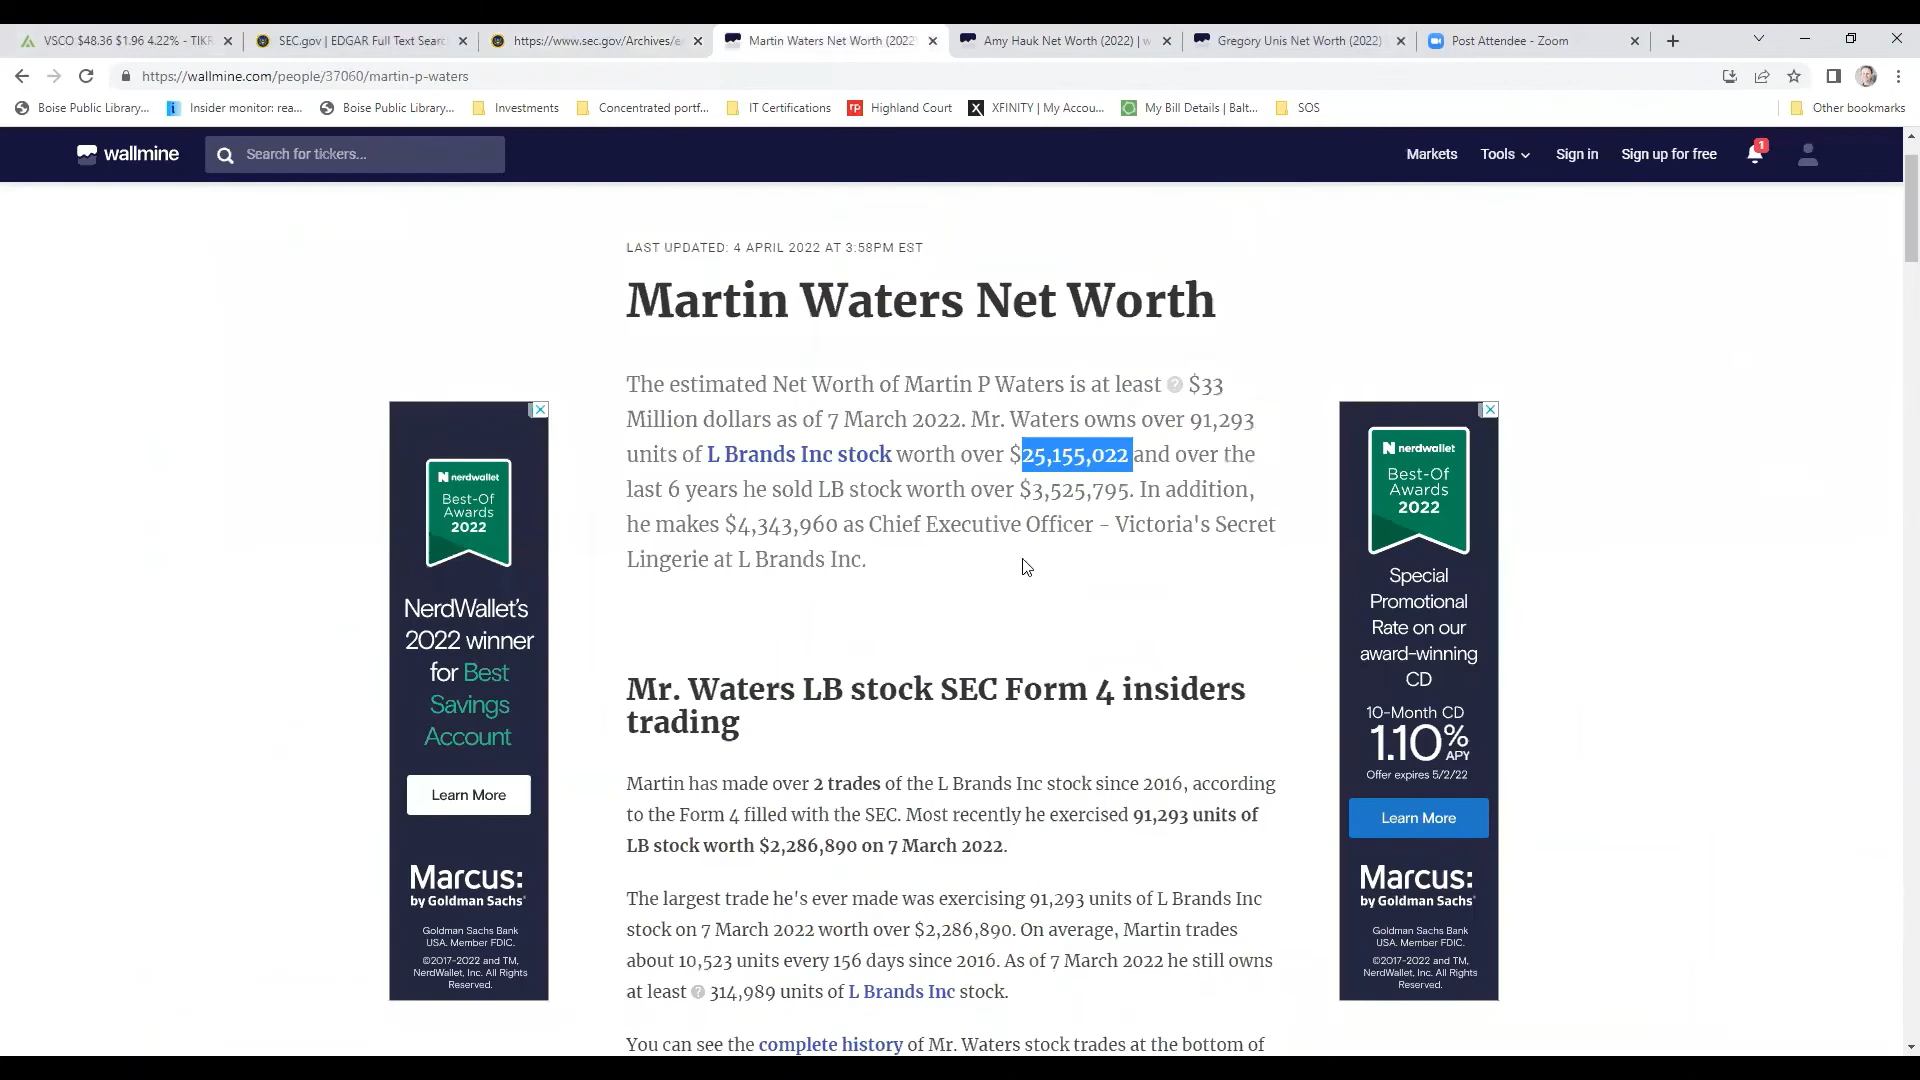 VSCO $48.36 $1.96 4.22% - TIKR
SEC.gov | EDGAR Full Text Searc
https://www.sec.gov/Archives/e
Martin Waters Net Worth (2022
Amy Hauk Net Worth (2022) | w
Gregory Unis Net Worth (2022)
Post Attendee - Zoom
https://wallmine.com/people/37060/martin-p-waters
Boise Public Library...
Insider monitor: rea...
Boise Public Library...
Investments
Concentrated portf...
IT Certifications
rp
Highland Court
X
XFINITY | My Accou...
My Bill Details | Balt...
SOS
Other bookmarks
wallmine
Search for tickers...
Markets
Tools
Sign in
Sign up for free
1
LAST UPDATED: 4 APRIL 2022 AT 3:58PM EST
Martin Waters Net Worth
The estimated Net Worth of Martin P Waters is at least ? $33
Million dollars as of 7 March 2022. Mr. Waters owns over 91,293
units of L Brands Inc stock worth over $25,155,022 and over the
last 6 years he sold LB stock worth over $3,525,795. In addition,
he makes $4,343,960 as Chief Executive Officer - Victoria's Secret
Lingerie at L Brands Inc.
Mr. Waters LB stock SEC Form 4 insiders
trading
Martin has made over 2 trades of the L Brands Inc stock since 2016, according
to the Form 4 filled with the SEC. Most recently he exercised 91,293 units of
LB stock worth $2,286,890 on 7 March 2022.
The largest trade he's ever made was exercising 91,293 units of L Brands Inc
stock on 7 March 2022 worth over $2,286,890. On average, Martin trades
about 10,523 units every 156 days since 2016. As of 7 March 2022 he still owns
at least ? 314,989 units of L Brands Inc stock.
You can see the complete history of Mr. Waters stock trades at the bottom of
nerdwallet
Best-Of
Awards
2022
NerdWallet's
2022 winner
for Best
Savings
Account
Learn More
Marcus:
by Goldman Sachs®
Goldman Sachs Bank
USA. Member FDIC.
©2017-2022 and TM,
NerdWallet, Inc. All Rights
Reserved.
nerdwallet
Best-Of
Awards
2022
Special
Promotional
Rate on our
award-winning
CD
10-Month CD
1.10% APY
Offer expires 5/2/22
Learn More
Marcus:
by Goldman Sachs®
Goldman Sachs Bank
USA. Member FDIC.
©2017-2022 and TM,
NerdWallet, Inc. All Rights
Reserved.